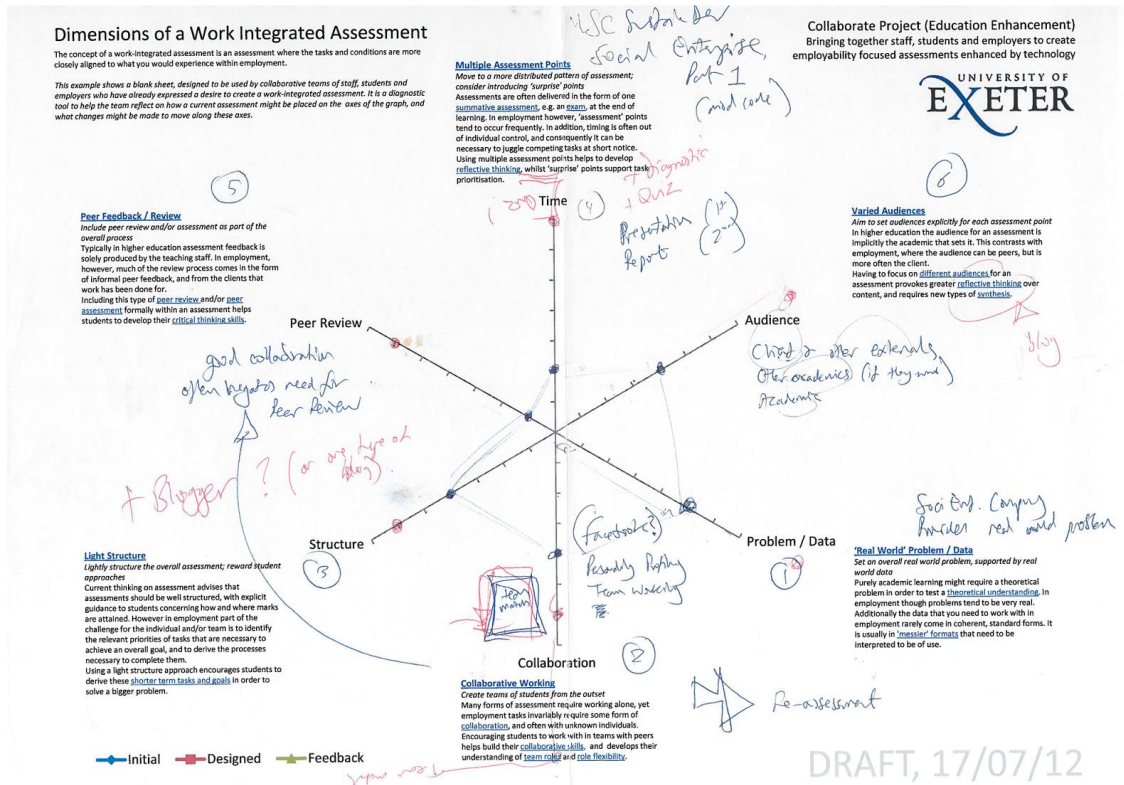 Dimensions of a Work Integrated Assessment
The concept of a work-integrated assessment is an assessment where the tasks and conditions are more
closely aligned to what you would experience within employment.
This example shows a blank sheet, designed to be used by collaborative teams of staff, students and
employers who have already expressed a desire to create a work-integrated assessment. It is a diagnostic
tool to help the team reflect on how a current assessment might be placed on the axes of the graph, and
what changes might be made to move along these axes.
Social Enterprise,
Part 1
(mod code)
Collaborate Project (Education Enhancement)
Bringing together staff, students and employers to create
employability focused assessments enhanced by technology
UNIVERSITY OF
EXETER
Multiple Assessment Points
Move to a more distributed pattern of assessment;
consider introducing 'surprise' points
Assessments are often delivered in the form of one
summative assessment, e.g. an exam, at the end of
learning. In employment however, 'assessment' points
tend to occur frequently. In addition, timing is often out
of individual control, and consequently it can be
necessary to juggle competing tasks at short notice.
Using multiple assessment points helps to develop
reflective thinking, whilst 'surprise' points support task
prioritisation.
+ diagnostic
+ Quiz
Time
4
Presentation (1st)
Report (2nd)
5
Peer Feedback / Review
Include peer review and/or assessment as part of the
overall process
Typically in higher education assessment feedback is
solely produced by the teaching staff. In employment,
however, much of the review process comes in the form
of informal peer feedback, and from the clients that
work has been done for.
Including this type of peer review and/or peer
assessment formally within an assessment helps
students to develop their critical thinking skills.
6
Varied Audiences
Aim to set audiences explicitly for each assessment point
In higher education the audience for an assessment is
implicitly the academic that sets it. This contrasts with
employment, where the audience can be peers, but is
more often the client.
Having to focus on different audiences for an
assessment provokes greater reflective thinking over
content, and requires new types of synthesis.
blog
Peer Review
Audience
good collaboration
often negates need for
Peer Review
Client & other externals
Other academics (if they want)
Academic
+ Blogger ? (or one type of
blog).
Structure
3
(Facebook?)
Possibly Profiling
Team Working
Problem / Data
1
Soci Ent. Company
Provides real world problem
Light Structure
Lightly structure the overall assessment; reward student
approaches
Current thinking on assessment advises that
assessments should be well structured, with explicit
guidance to students concerning how and where marks
are attained. However in employment part of the
challenge for the individual and/or team is to identify
the relevant priorities of tasks that are necessary to
achieve an overall goal, and to derive the processes
necessary to complete them.
Using a light structure approach encourages students to
derive these shorter term tasks and goals in order to
solve a bigger problem.
'Real World' Problem / Data
Set an overall real world problem, supported by real
world data
Purely academic learning might require a theoretical
problem in order to test a theoretical understanding. In
employment though problems tend to be very real.
Additionally the data that you need to work with in
employment rarely come in coherent, standard forms. It
is usually in 'messier' formats that need to be
interpreted to be of use.
Collaboration
2
Collaborative Working
Create teams of students from the outset
Many forms of assessment require working alone, yet
employment tasks invariably require some form of
collaboration, and often with unknown individuals.
Encouraging students to work with in teams with peers
helps build their collaborative skills, and develops their
understanding of team roles and role flexibility.
Re-assessment
Initial
Designed
Feedback
DRAFT, 17/07/12